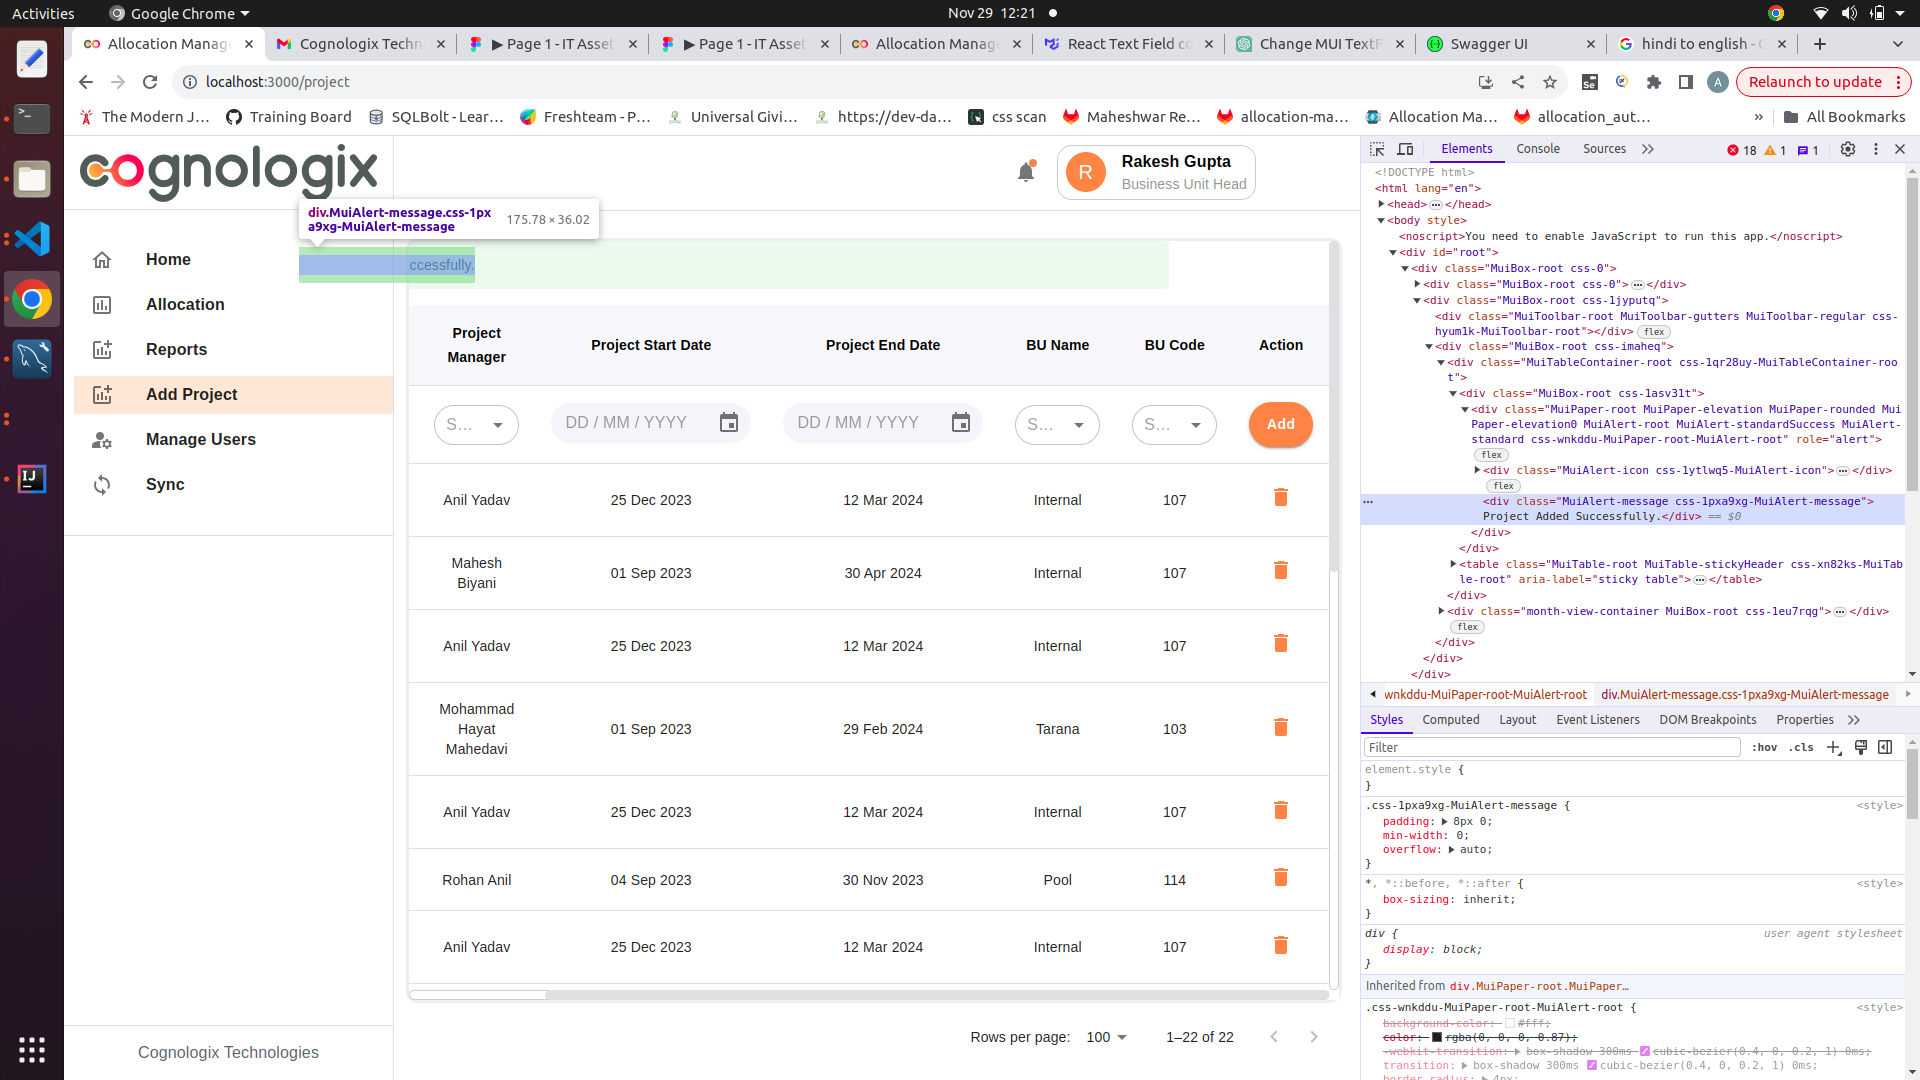 Activities
Google Chrome
Nov 29 12:21
Allocation Manag
Cognologix Techn
▶ Page 1 - IT Asset
▶ Page 1 - IT Asset
Allocation Manag
React Text Field co
Change MUI TextF
Swagger UI
hindi to english - G
localhost:3000/project
Se
A
Relaunch to update
The Modern J…
Training Board
SQLBolt - Lear…
Freshteam - P…
Universal Givi…
https://dev-da…
css scan
Maheshwar Re…
allocation-ma…
Allocation Ma…
allocation_aut…
»
All Bookmarks
cognologix
R
Rakesh Gupta
Business Unit Head
div.MuiAlert-message.css-1px
a9xg-MuiAlert-message
175.78 × 36.02
ccessfully.
Home
Allocation
Reports
Add Project
Manage Users
Sync
Cognologix Technologies
Project Manager
Project Start Date
Project End Date
BU Name
BU Code
Action
S…
DD / MM / YYYY
DD / MM / YYYY
S…
S…
Add
Anil Yadav 25 Dec 2023 12 Mar 2024 Internal 107
Mahesh Biyani 01 Sep 2023 30 Apr 2024 Internal 107
Anil Yadav 25 Dec 2023 12 Mar 2024 Internal 107
Mohammad Hayat Mahedavi 01 Sep 2023 29 Feb 2024 Tarana 103
Anil Yadav 25 Dec 2023 12 Mar 2024 Internal 107
Rohan Anil 04 Sep 2023 30 Nov 2023 Pool 114
Anil Yadav 25 Dec 2023 12 Mar 2024 Internal 107
Rows per page: 100
1–22 of 22
Elements Console Sources » 18 1 1
<!DOCTYPE html>
<html lang="en">
<head>…</head>
<body style>
<noscript>You need to enable JavaScript to run this app.</noscript>
<div id="root">
<div class="MuiBox-root css-0">
<div class="MuiBox-root css-0">…</div>
<div class="MuiBox-root css-1jyputq">
<div class="MuiToolbar-root MuiToolbar-gutters MuiToolbar-regular css-
hyum1k-MuiToolbar-root"></div> flex
<div class="MuiBox-root css-imaheq">
<div class="MuiTableContainer-root css-1qr28uy-MuiTableContainer-roo
t">
<div class="MuiBox-root css-1asv31t">
<div class="MuiPaper-root MuiPaper-elevation MuiPaper-rounded Mui
Paper-elevation0 MuiAlert-root MuiAlert-standardSuccess MuiAlert-
standard css-wnkddu-MuiPaper-root-MuiAlert-root" role="alert">
flex
<div class="MuiAlert-icon css-1ytlwq5-MuiAlert-icon">…</div>
flex
<div class="MuiAlert-message css-1pxa9xg-MuiAlert-message">
Project Added Successfully.</div> == $0
</div>
</div>
<table class="MuiTable-root MuiTable-stickyHeader css-xn82ks-MuiTab
le-root" aria-label="sticky table">…</table>
</div>
<div class="month-view-container MuiBox-root css-1eu7rqg">…</div>
flex
</div>
</div>
</div>
wnkddu-MuiPaper-root-MuiAlert-root div.MuiAlert-message.css-1pxa9xg-MuiAlert-message
Styles Computed Layout Event Listeners DOM Breakpoints Properties »
Filter :hov .cls
element.style {
}
.css-1pxa9xg-MuiAlert-message { <style>
padding: 8px 0;
min-width: 0;
overflow: auto;
}
*, *::before, *::after { <style>
box-sizing: inherit;
}
div { user agent stylesheet
display: block;
}
Inherited from div.MuiPaper-root.MuiPaper…
.css-wnkddu-MuiPaper-root-MuiAlert-root { <style>
background-color: #fff;
color: rgba(0, 0, 0, 0.87);
-webkit-transition: box-shadow 300ms cubic-bezier(0.4, 0, 0.2, 1) 0ms;
transition: box-shadow 300ms cubic-bezier(0.4, 0, 0.2, 1) 0ms;
border-radius: 4px;